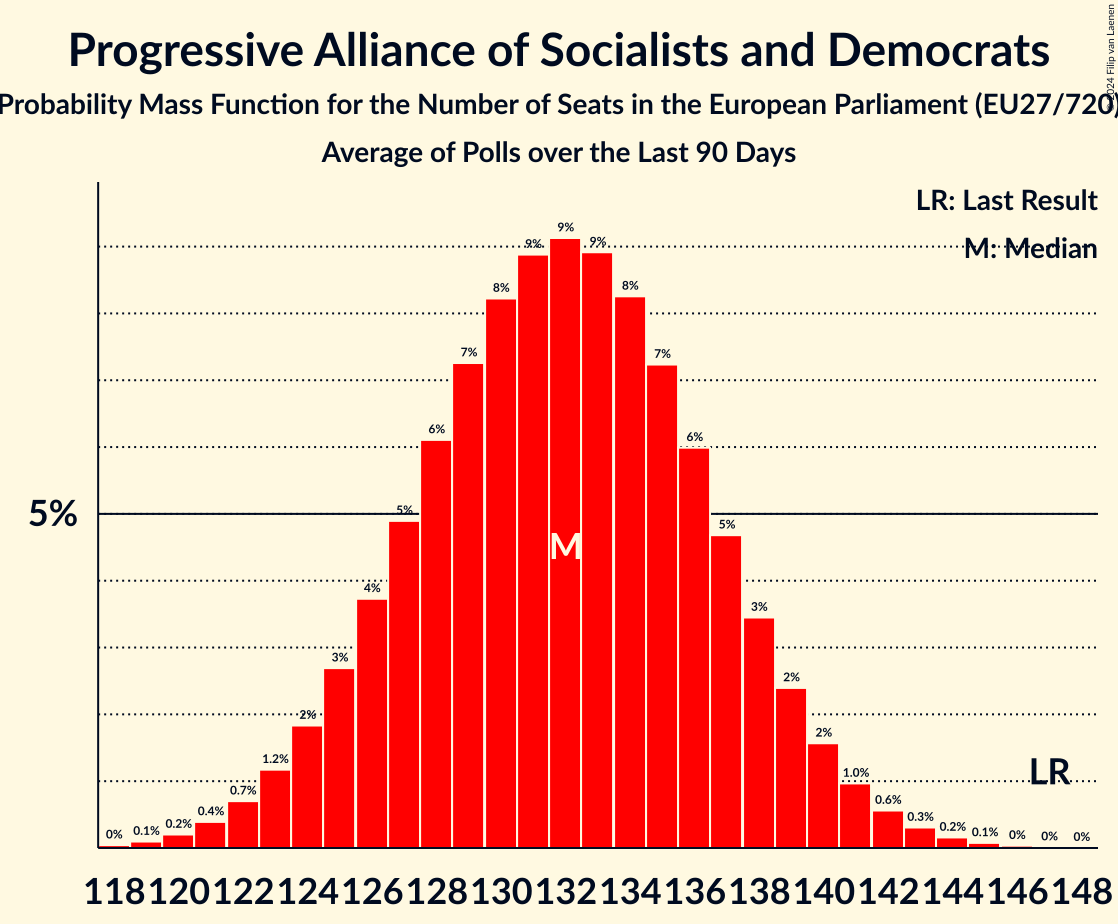 Progressive Alliance of Socialists and Democrats
Probability Mass Function for the Number of Seats in the European Parliament (EU27/720)
Average of Polls over the Last 90 Days
© 2024 Filip van Laenen
LR: Last Result
M: Median
5%
0% 0.1% 0.2% 0.4% 0.7% 1.2% 2% 3% 4% 5% 6% 7% 8% 9% 9% 9% 8% 7% 6% 5% 3% 2% 2% 1.0% 0.6% 0.3% 0.2% 0.1% 0% 0% 0%
M
LR
118 120 122 124 126 128 130 132 134 136 138 140 142 144 146 148